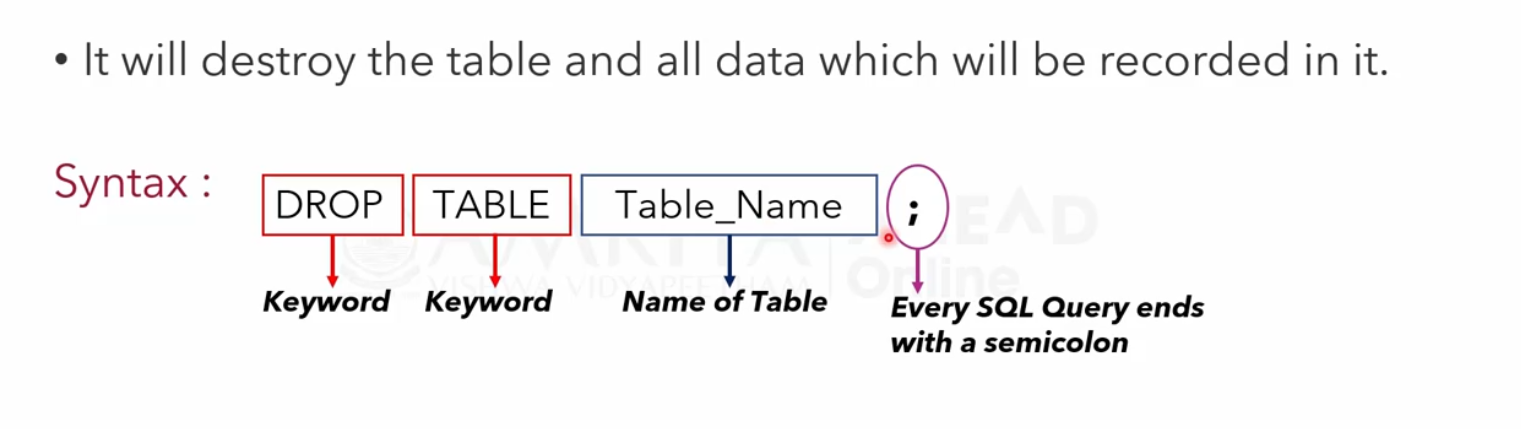 • It will destroy the table and all data which will be recorded in it.
Syntax : DROP TABLE Table_Name ;
Keyword Keyword Name of Table Every SQL Query ends
with a semicolon
AMRITA AHEAD
VISHWA VIDYAPEETHAM Online